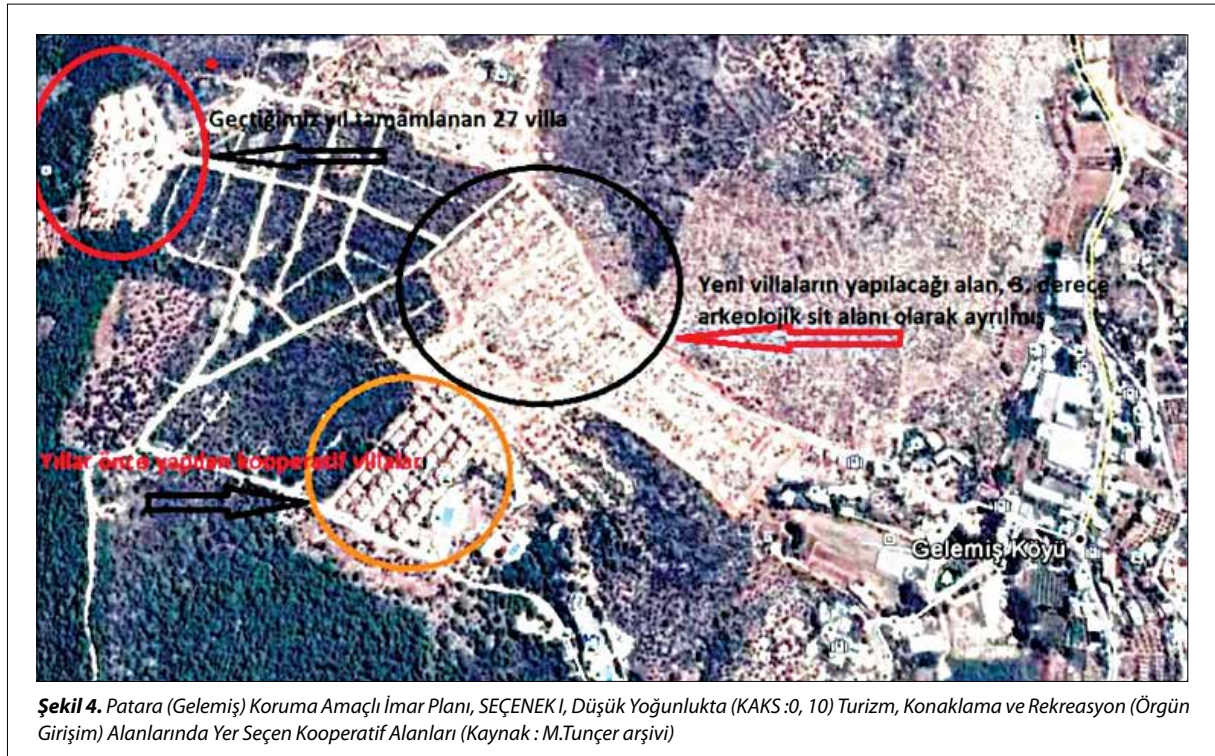 Geçtiğimiz yıl tamamlanan 27 villa
Yeni villaların yapılacağı alan, 3. derece
arkeolojik sit alanı olarak ayrılmış
Yıllar önce yapılan kooperatif villalar
Gelemiş Köyü
Şekil 4. Patara (Gelemiş) Koruma Amaçlı İmar Planı, SEÇENEK I, Düşük Yoğunlukta (KAKS :0, 10) Turizm, Konaklama ve Rekreasyon (Örgün
Girişim) Alanlarında Yer Seçen Kooperatif Alanları (Kaynak : M.Tunçer arşivi)